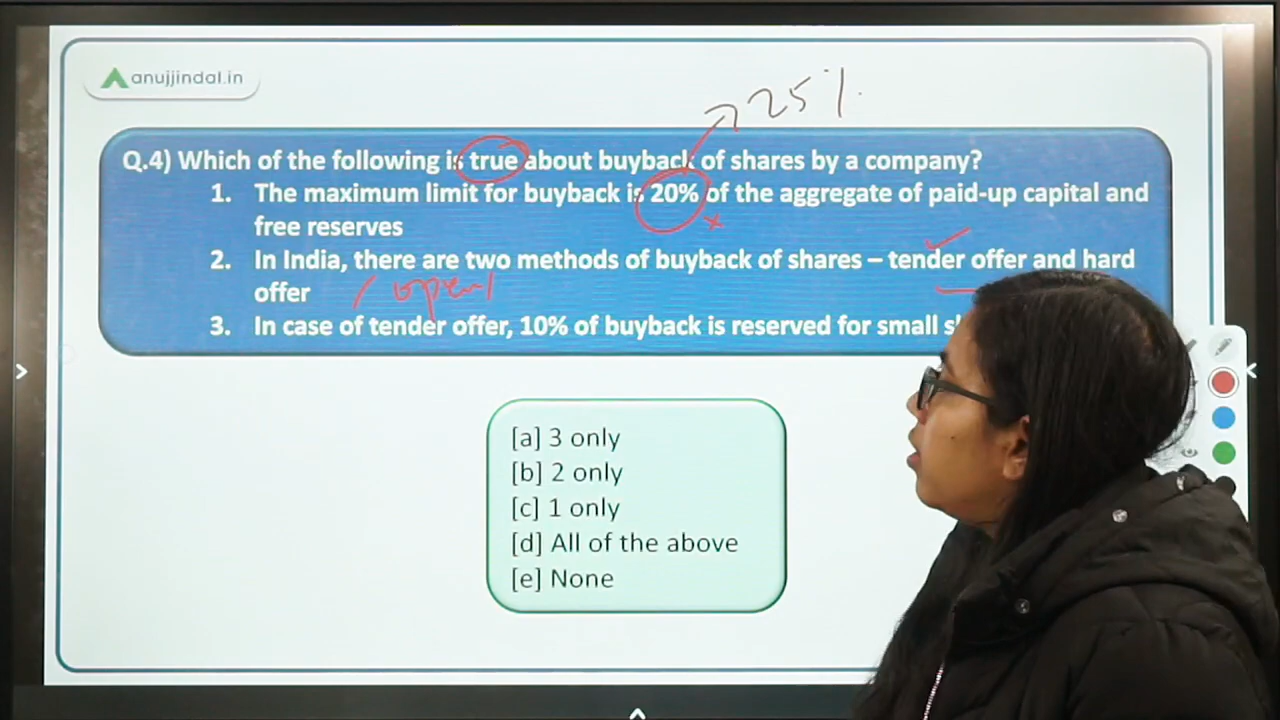 anujjindal.in
25%
Q.4) Which of the following is true about buyback of shares by a company?
1. The maximum limit for buyback is 20% of the aggregate of paid-up capital and
free reserves
2. In India, there are two methods of buyback of shares – tender offer and hard
offer
open
3. In case of tender offer, 10% of buyback is reserved for small
[a] 3 only
[b] 2 only
[c] 1 only
[d] All of the above
[e] None